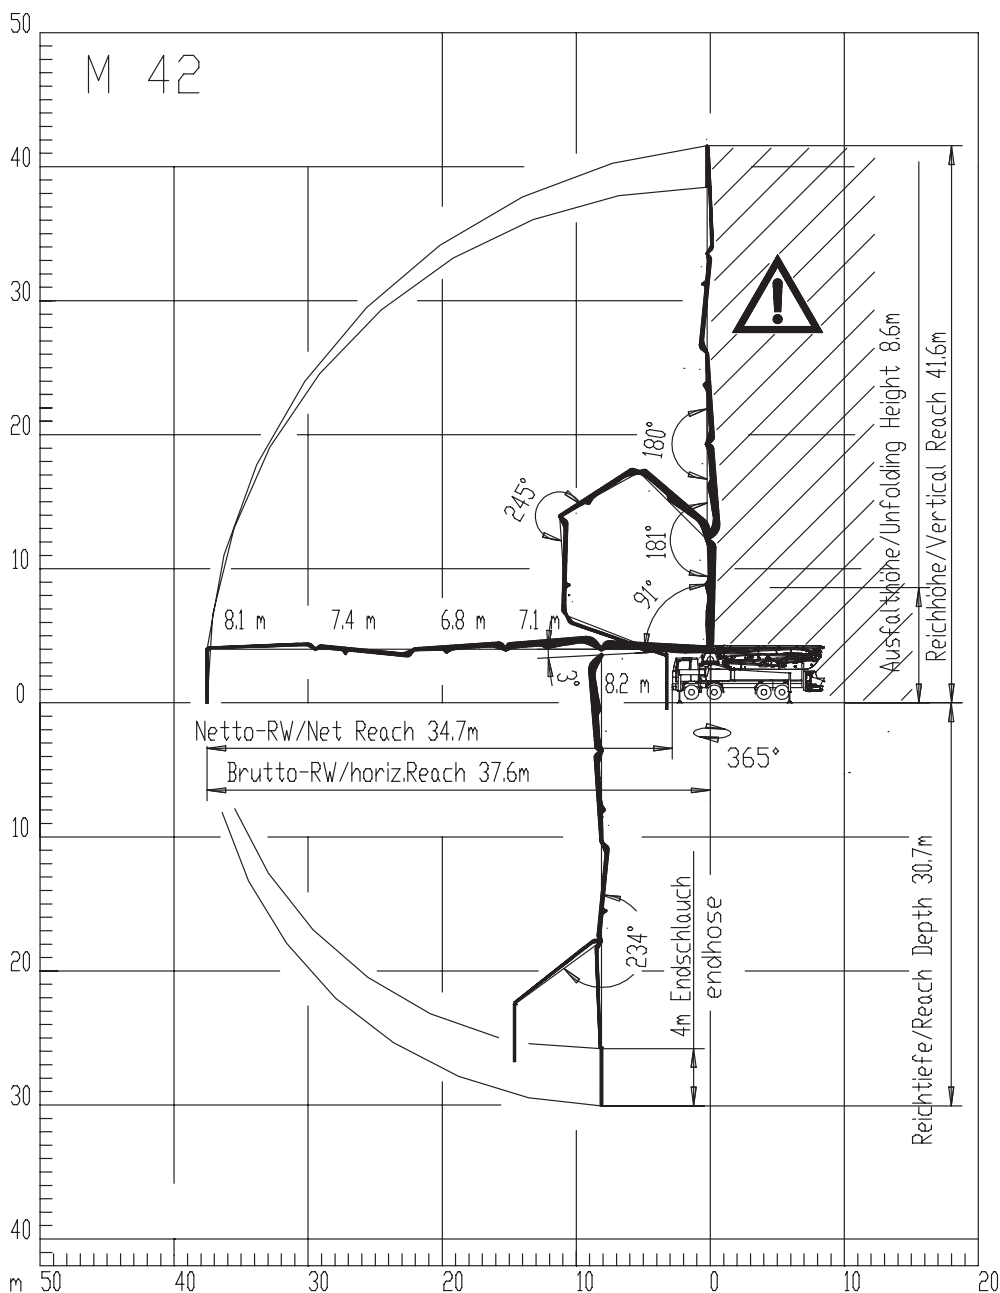 50
M 42
40
30
20
10
0
10
20
30
40
m 50 40 30 20 10 0 10 20
180°
245°
181°
91°
8.1 m 7.4 m 6.8 m 7.1 m
3°
8.2 m
Netto-RW/Net Reach 34.7m
365°
Brutto-RW/horiz.Reach 37.6m
234°
4m Endschlauch
endhose
Ausfalthöhe/Unfolding Height 8.6m
Reichhöhe/Vertical Reach 41.6m
Reichtiefe/Reach Depth 30.7m